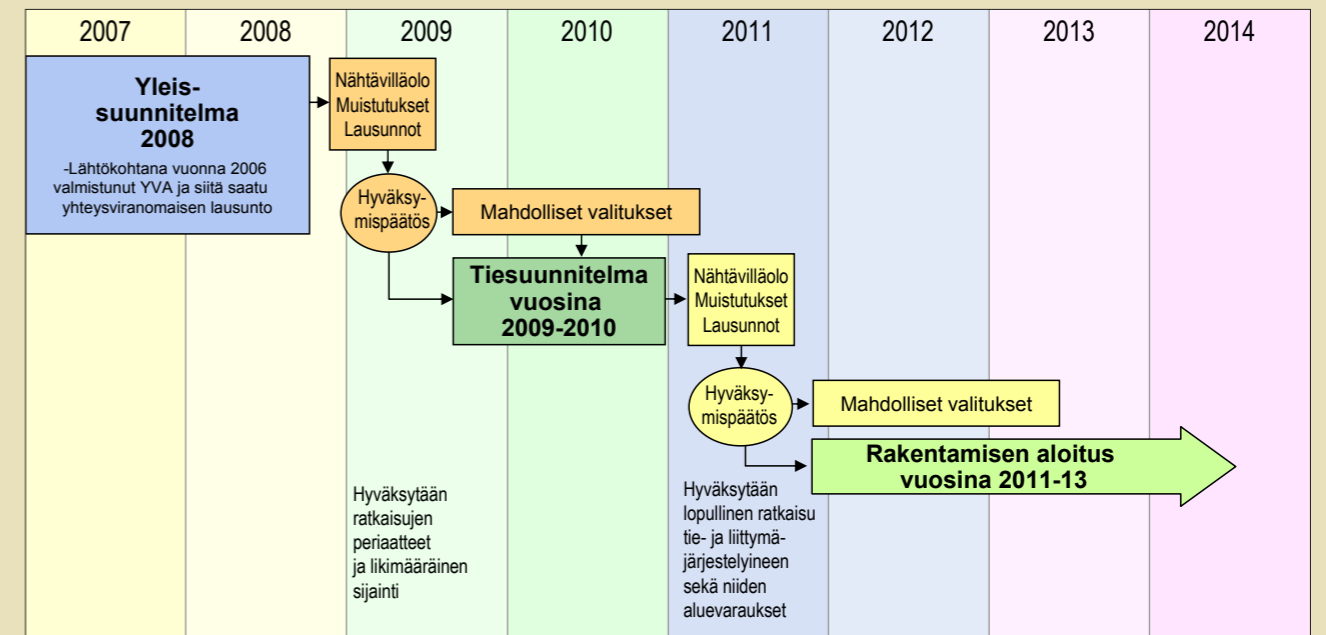 2007 2008 2009 2010 2011 2012 2013 2014
Yleis-
suunnitelma
2008
-Lähtökohtana vuonna 2006
valmistunut YVA ja siitä saatu
yhteysviranomaisen lausunto
Nähtävilläolo
Muistutukset
Lausunnot
Hyväksy-
mispäätös
Mahdolliset valitukset
Tiesuunnitelma
vuosina
2009-2010
Nähtävilläolo
Muistutukset
Lausunnot
Hyväksy-
mispäätös
Mahdolliset valitukset
Rakentamisen aloitus
vuosina 2011-13
Hyväksytään
ratkaisujen
periaatteet
ja likimääräinen
sijainti
Hyväksytään
lopullinen ratkaisu
tie- ja liittymä-
järjestelyineen
sekä niiden
aluevaraukset